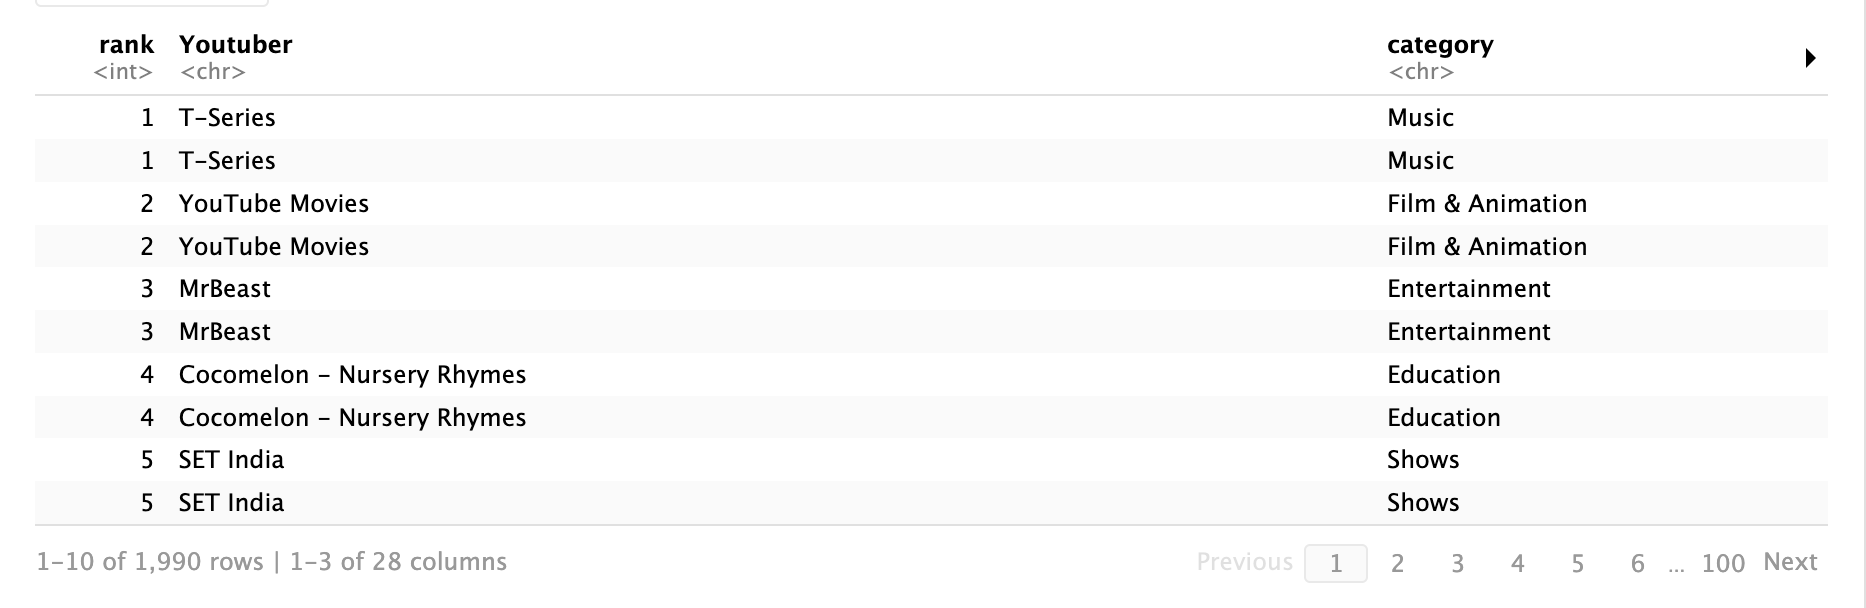 rank Youtuber category
<int> <chr> <chr>
1 T-Series Music
1 T-Series Music
2 YouTube Movies Film & Animation
2 YouTube Movies Film & Animation
3 MrBeast Entertainment
3 MrBeast Entertainment
4 Cocomelon - Nursery Rhymes Education
4 Cocomelon - Nursery Rhymes Education
5 SET India Shows
5 SET India Shows
1-10 of 1,990 rows | 1-3 of 28 columns Previous 1 2 3 4 5 6 ... 100 Next